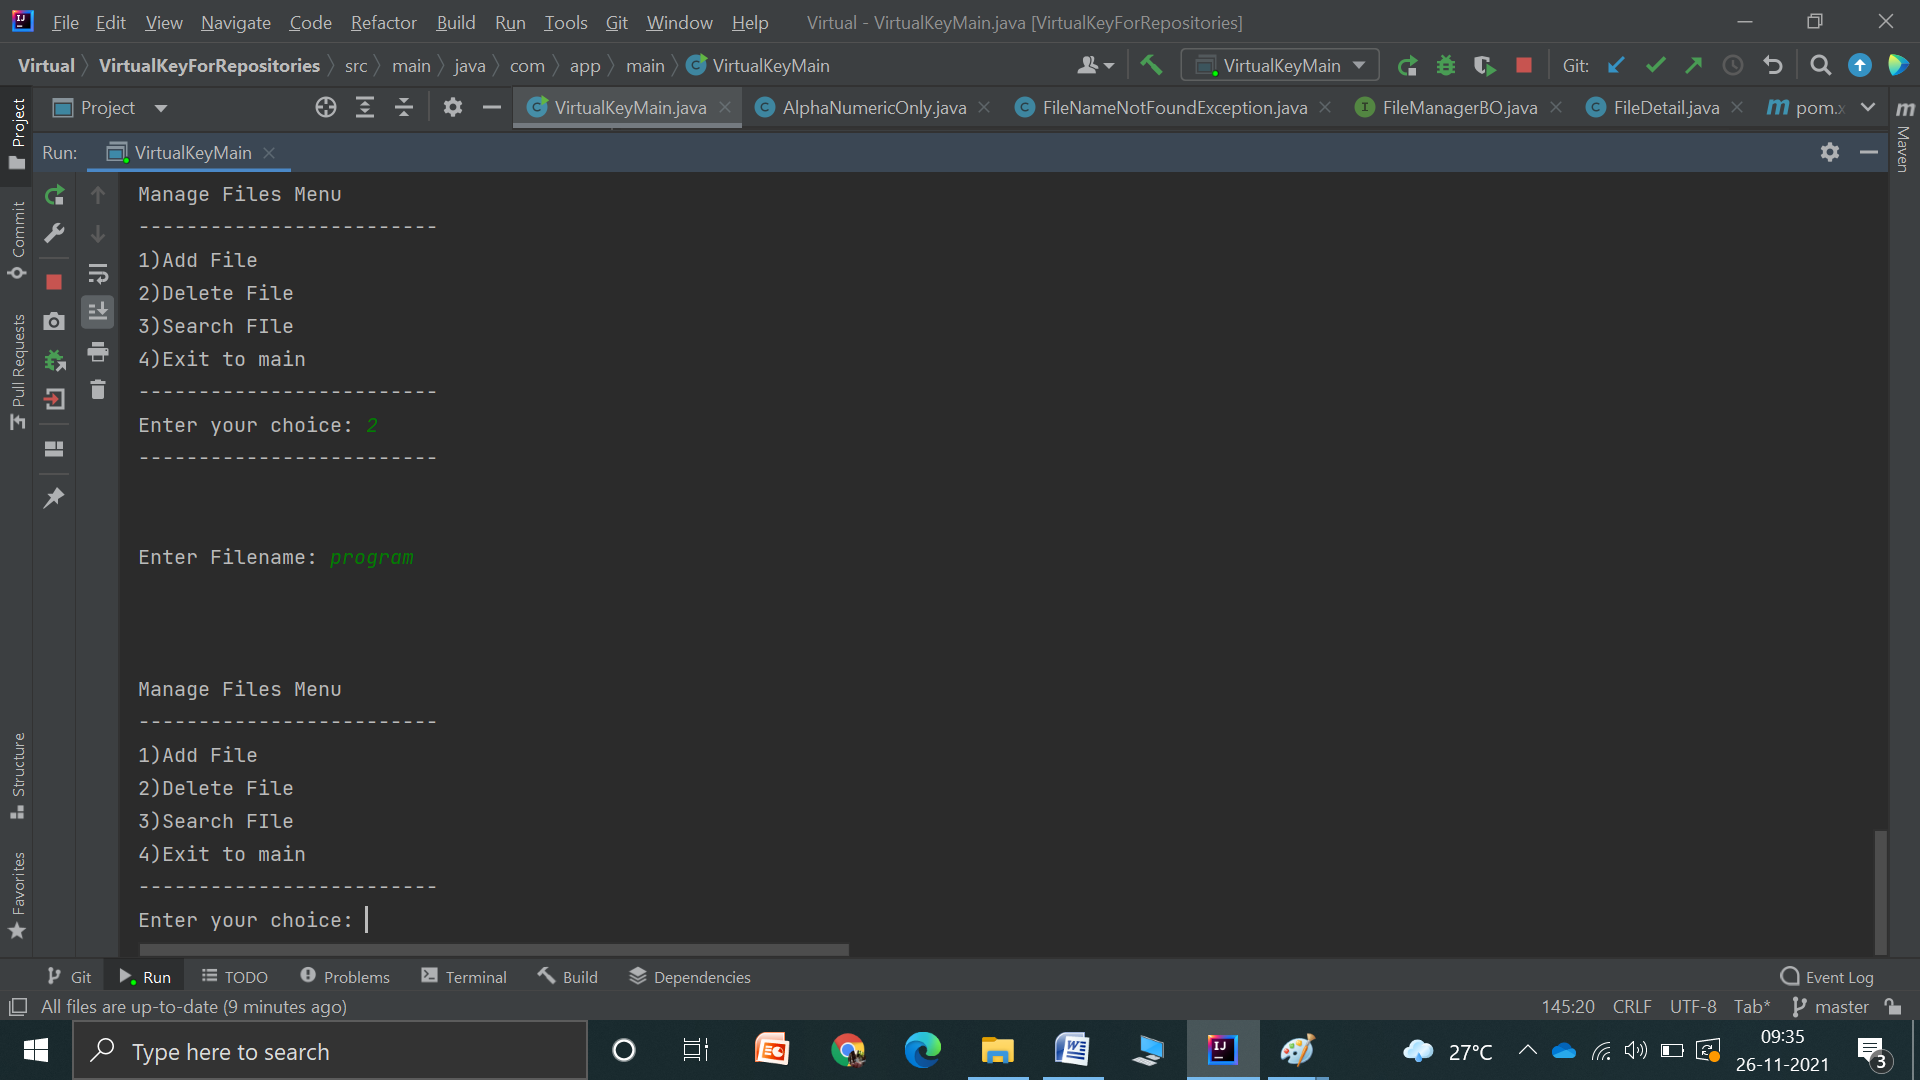 File Edit View Navigate Code Refactor Build Run Tools Git Window Help Virtual - VirtualKeyMain.java [VirtualKeyForRepositories]
Virtual VirtualKeyForRepositories src main java com app main VirtualKeyMain VirtualKeyMain Git:
Project VirtualKeyMain.java AlphaNumericOnly.java FileNameNotFoundException.java FileManagerBO.java FileDetail.java pom.x
Run: VirtualKeyMain
Project
Commit
Pull Requests
Structure
Favorites
Maven
Manage Files Menu
-------------------------
1)Add File
2)Delete File
3)Search FIle
4)Exit to main
-------------------------
Enter your choice: 2
-------------------------
Enter Filename: program
Manage Files Menu
-------------------------
1)Add File
2)Delete File
3)Search FIle
4)Exit to main
-------------------------
Enter your choice:
Git Run TODO Problems Terminal Build Dependencies Event Log
All files are up-to-date (9 minutes ago) 145:20 CRLF UTF-8 Tab* master
Type here to search 27°C 09:35
26-11-2021 3